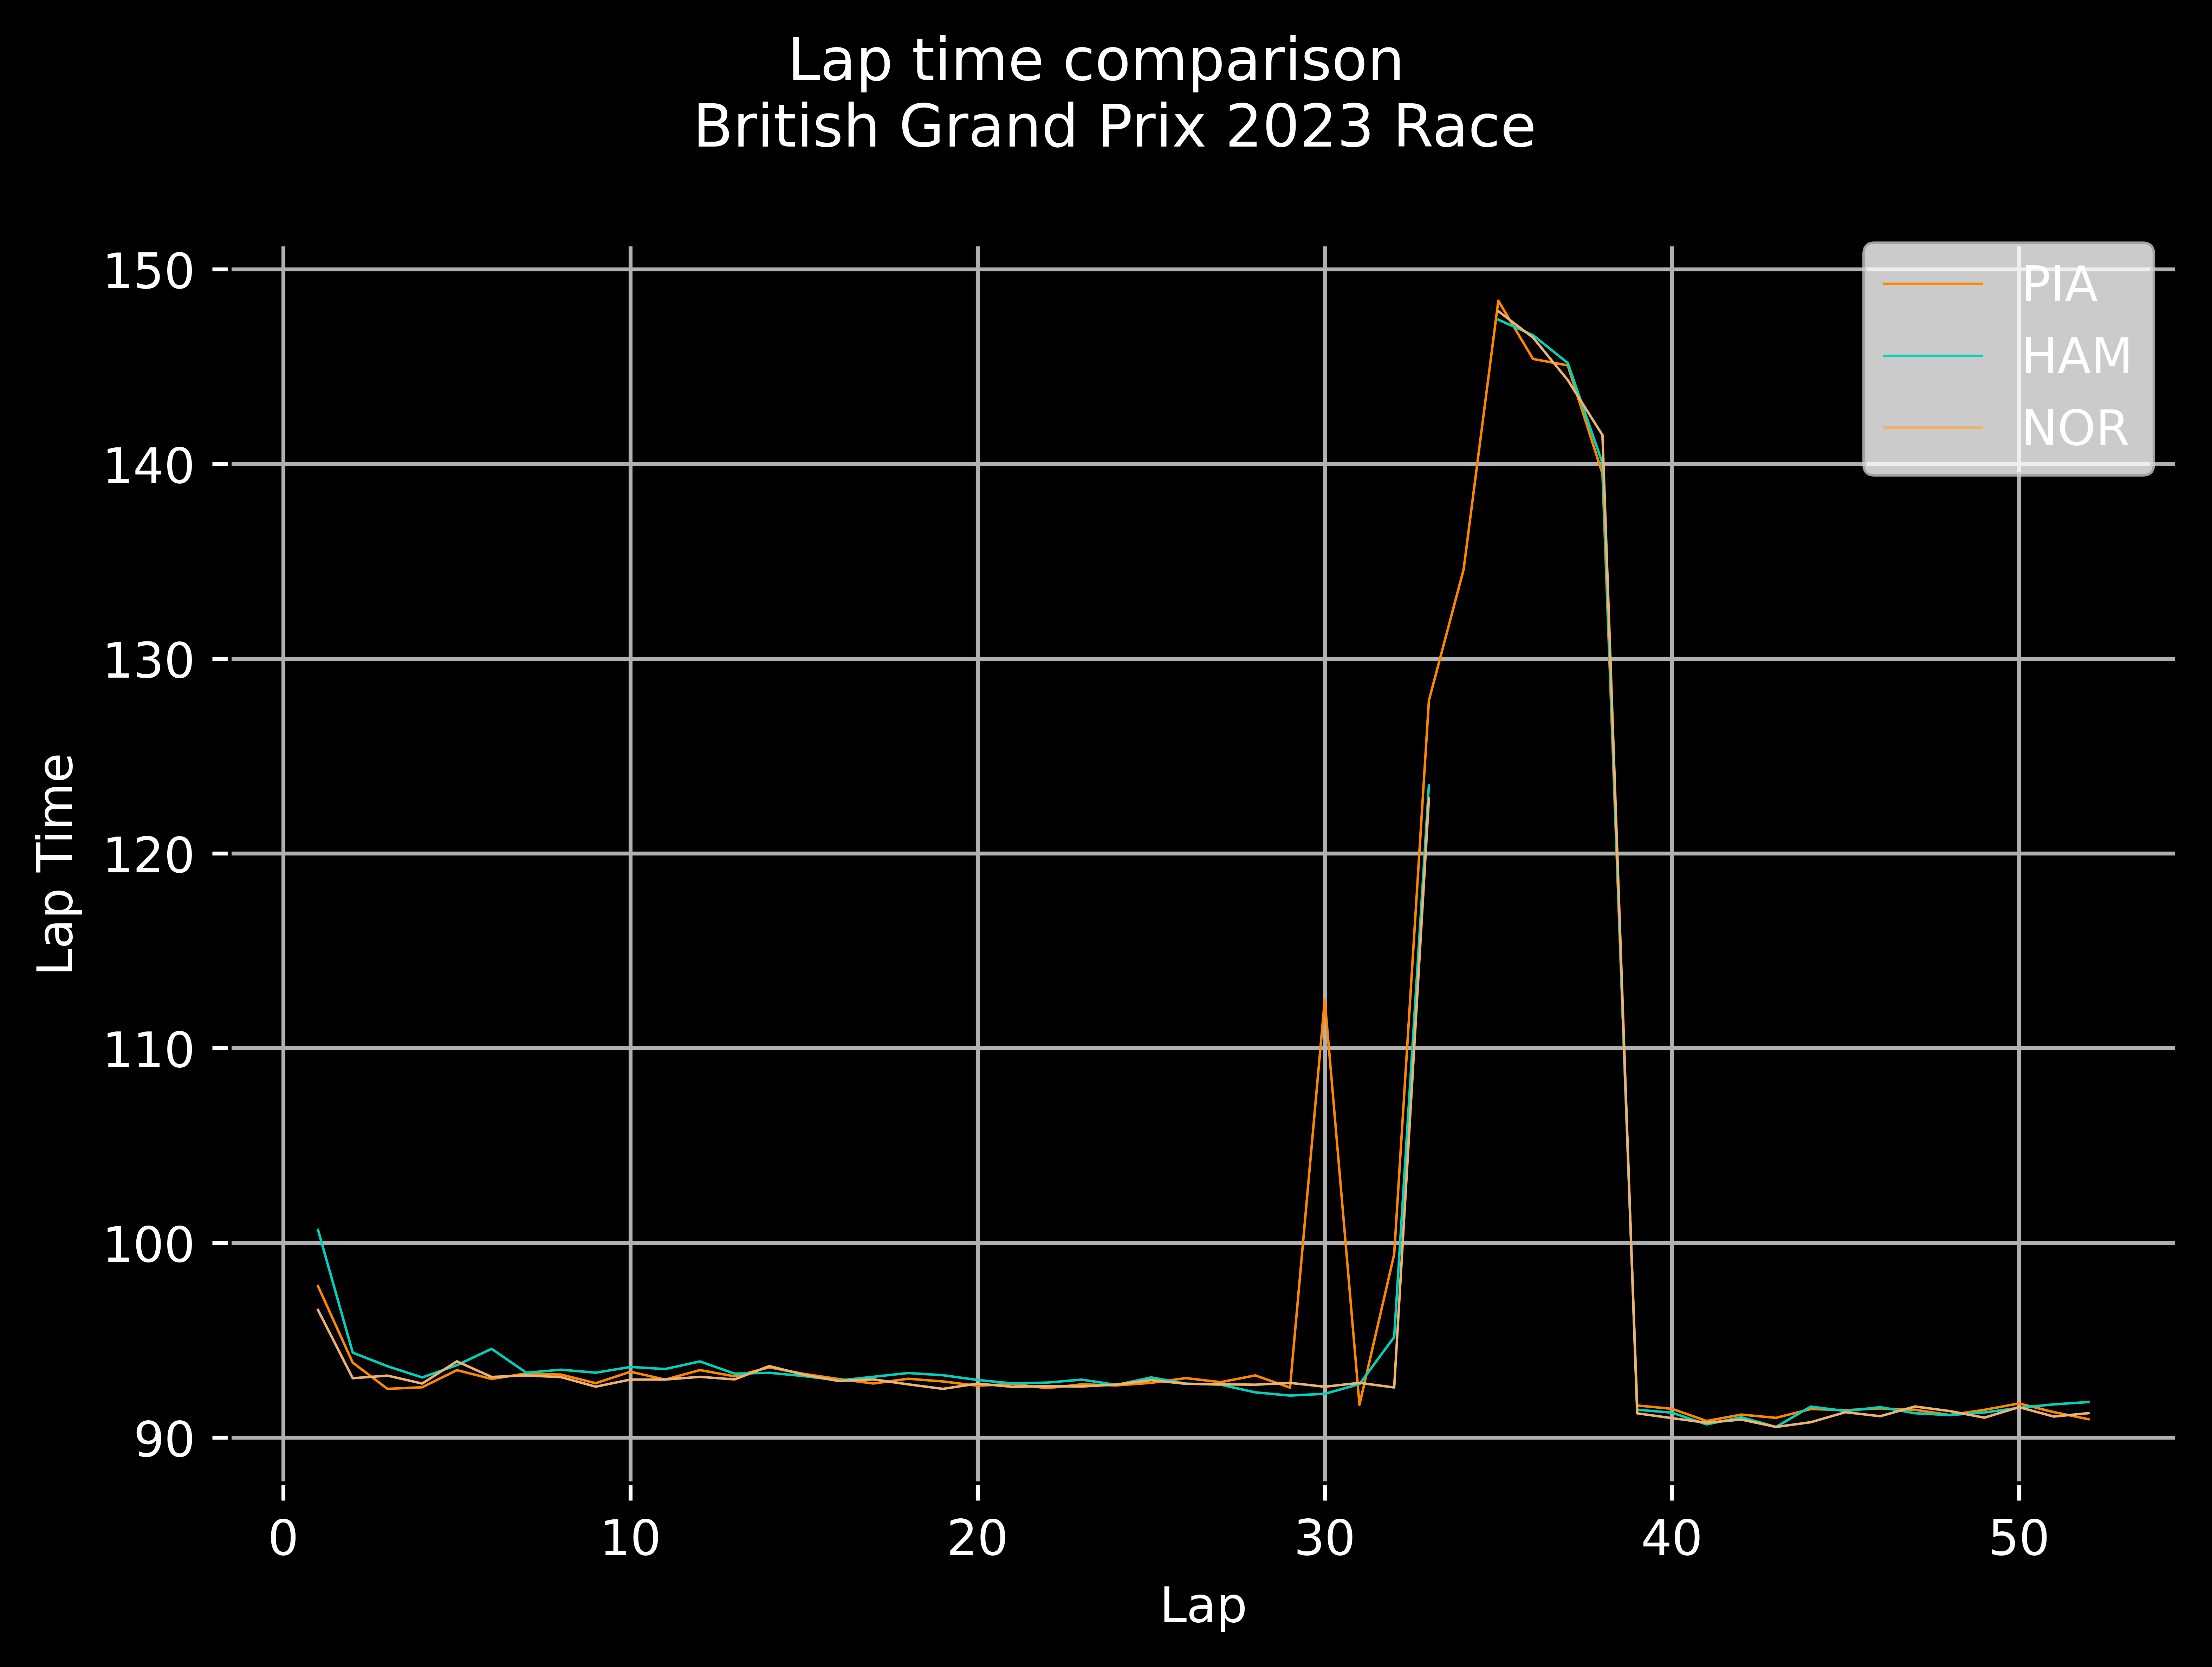 Lap time comparison
British Grand Prix 2023 Race
150
140
130
120
110
100
90
Lap Time
0 10 20 30 40 50
Lap
PIA
HAM
NOR